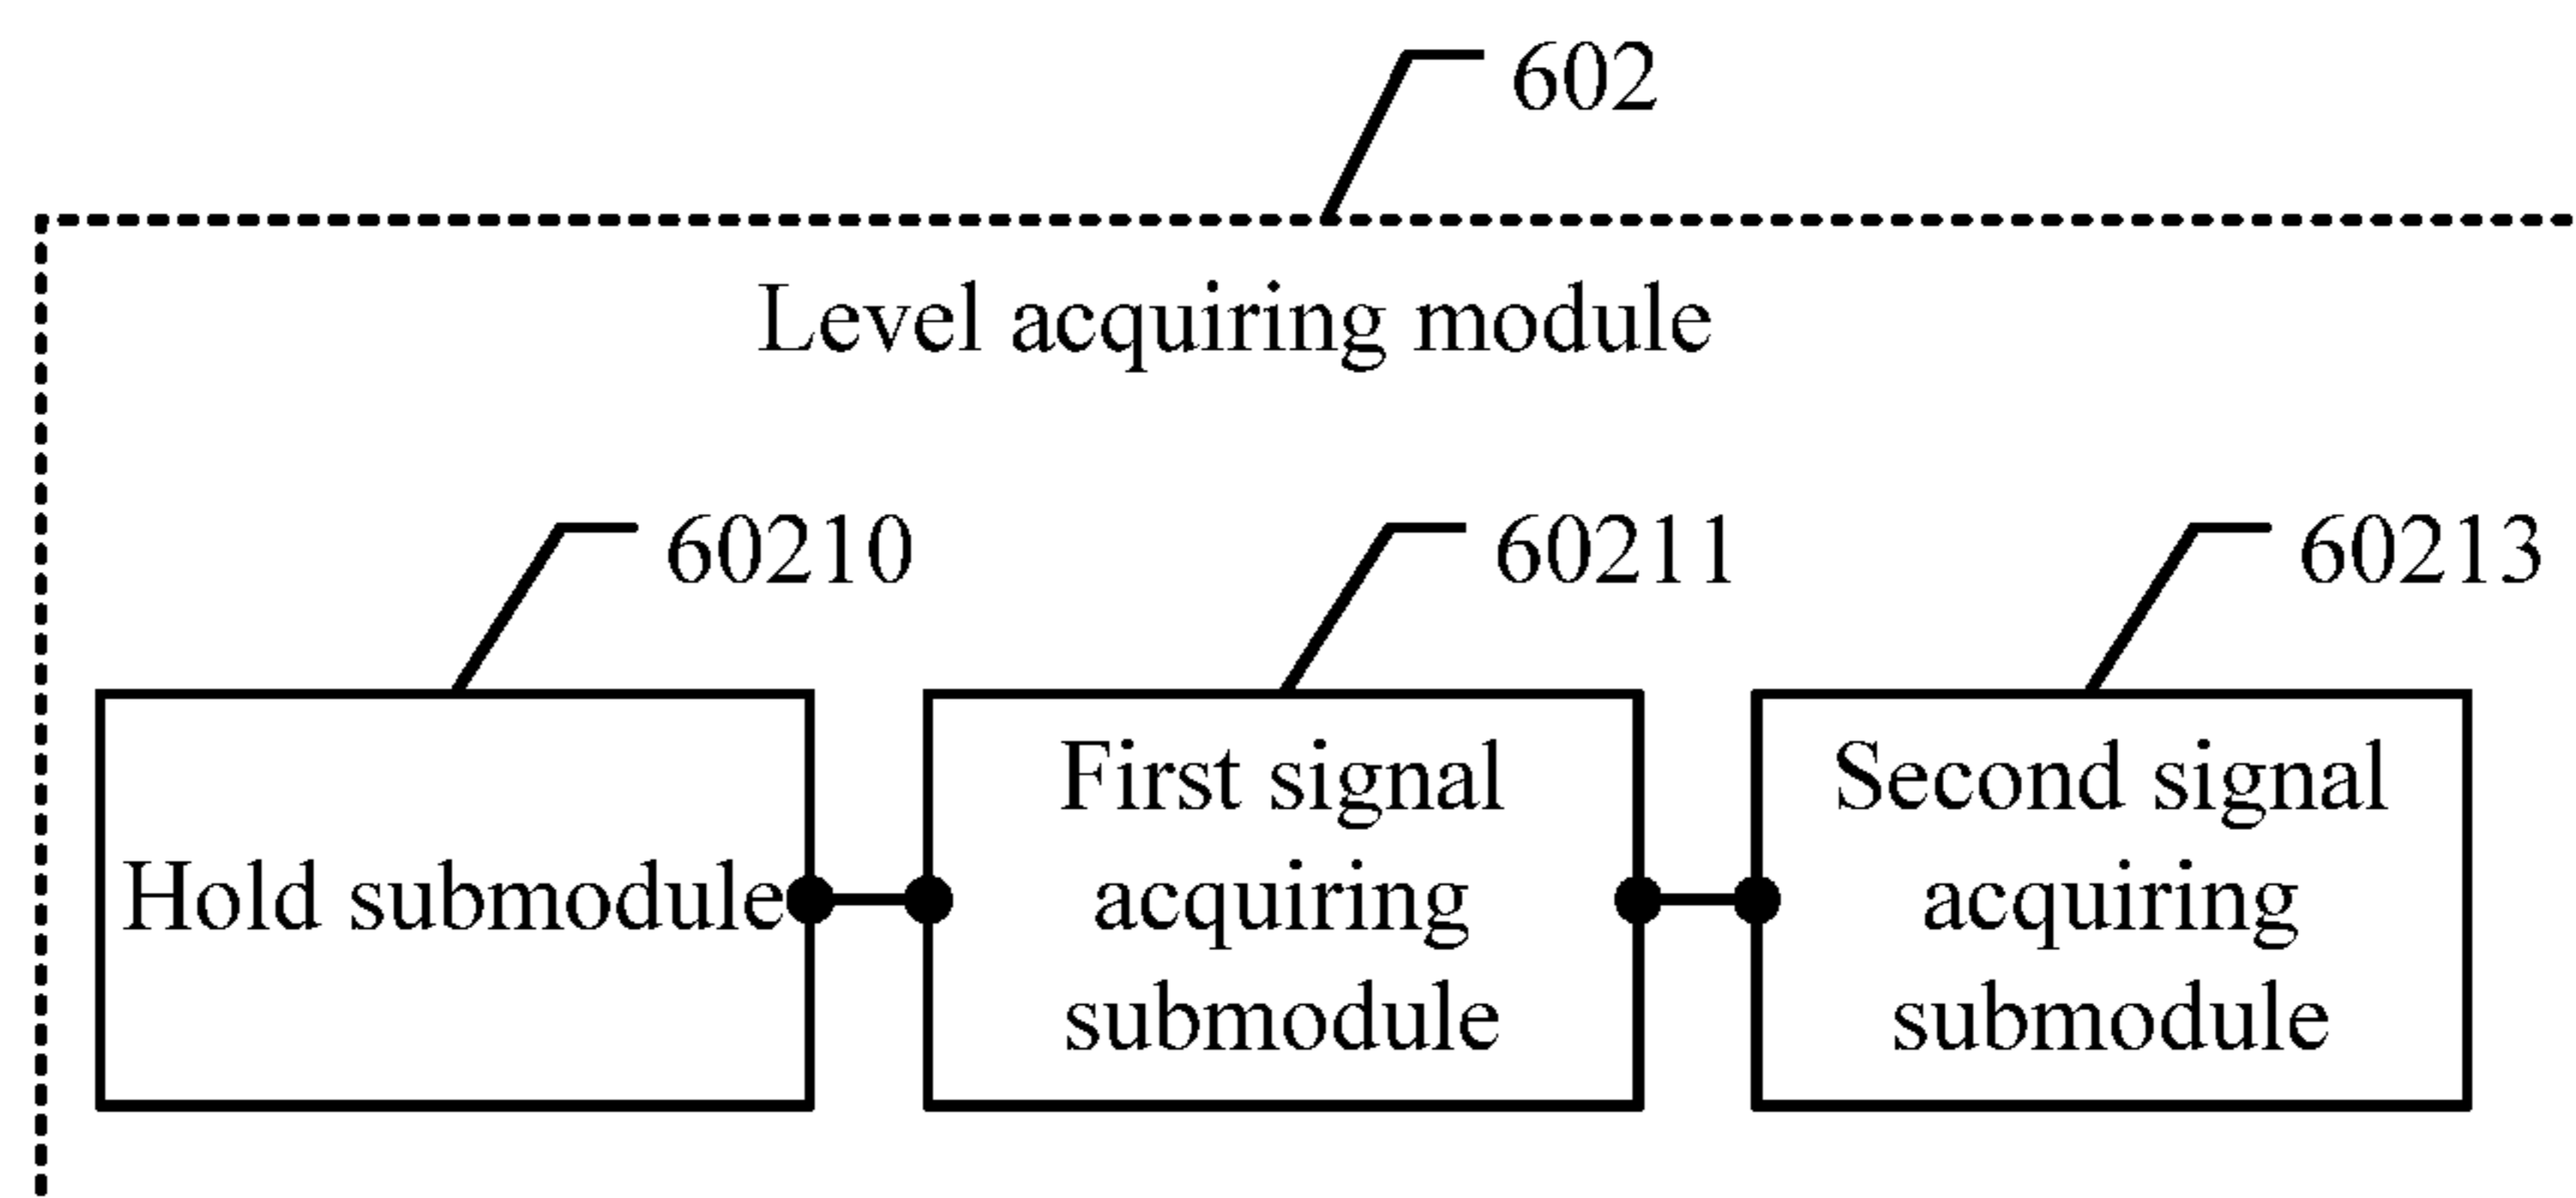 602
Level acquiring module
60210
60211
60213
Hold submodule
First signal
acquiring
submodule
Second signal
acquiring
submodule